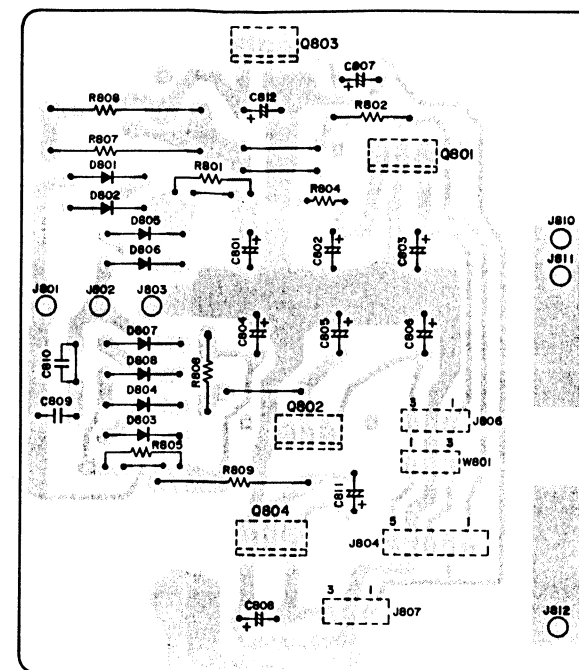 Q803
C807
R808
C812
R802
R807
Q801
D801
R801
D802
R804
D805
C801
C802
C803
J810
D806
J811
J801
J802
J803
C804
C805
C806
D807
C810
R806
D808
D804
C809
Q802
3 1
J806
D803
R805
1 3
W801
R809
C811
Q804
5 1
J804
C808
3 1
J807
J812
+
+
+
+
+
+
+
+
+
+